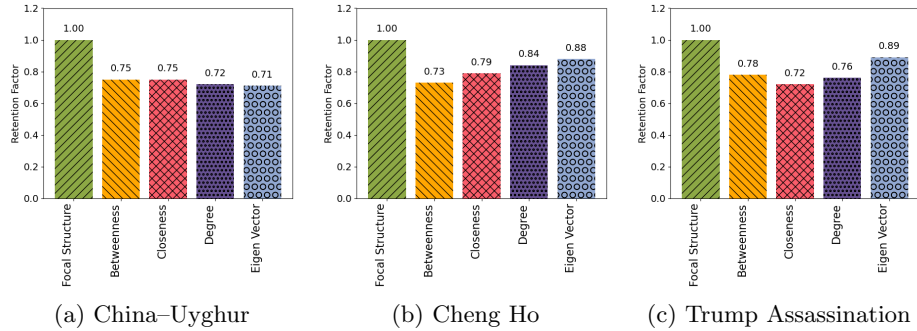 1.2
1.0
0.8
0.6
0.4
0.2
0.0
Retention Factor
1.00
0.75
0.75
0.72
0.71
Focal Structure
Betweenness
Closeness
Degree
Eigen Vector
(a) China–Uyghur
1.2
1.0
0.8
0.6
0.4
0.2
0.0
Retention Factor
1.00
0.73
0.79
0.84
0.88
Focal Structure
Betweenness
Closeness
Degree
Eigen Vector
(b) Cheng Ho
1.2
1.0
0.8
0.6
0.4
0.2
0.0
Retention Factor
1.00
0.78
0.72
0.76
0.89
Focal Structure
Betweenness
Closeness
Degree
Eigen Vector
(c) Trump Assassination